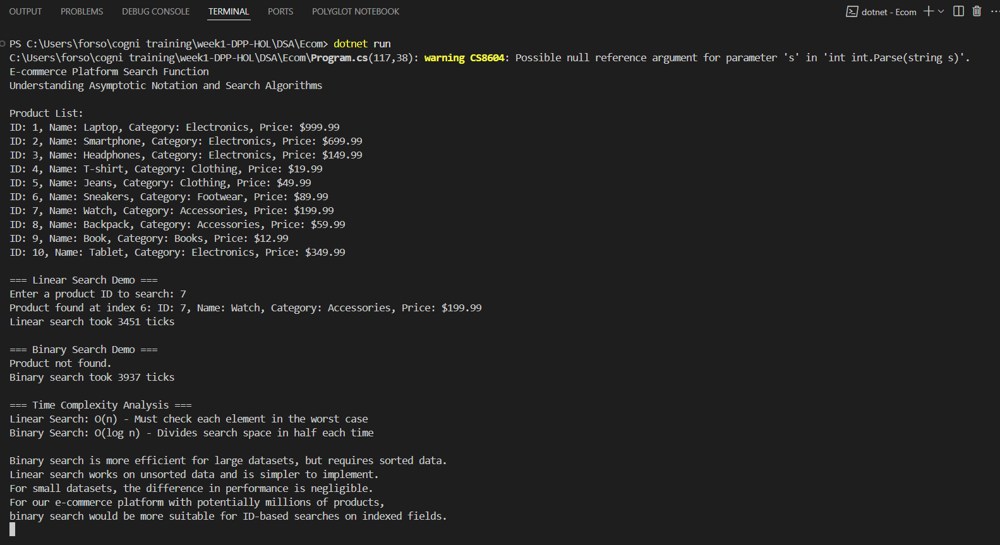 OUTPUT PROBLEMS DEBUG CONSOLE TERMINAL PORTS POLYGLOT NOTEBOOK dotnet - Ecom
PS C:\Users\forso\cogni training\week1-DPP-HOL\DSA\Ecom> dotnet run
C:\Users\forso\cogni training\week1-DPP-HOL\DSA\Ecom\Program.cs(117,38): warning CS8604: Possible null reference argument for parameter 's' in 'int int.Parse(string s)'.
E-commerce Platform Search Function
Understanding Asymptotic Notation and Search Algorithms
Product List:
ID: 1, Name: Laptop, Category: Electronics, Price: $999.99
ID: 2, Name: Smartphone, Category: Electronics, Price: $699.99
ID: 3, Name: Headphones, Category: Electronics, Price: $149.99
ID: 4, Name: T-shirt, Category: Clothing, Price: $19.99
ID: 5, Name: Jeans, Category: Clothing, Price: $49.99
ID: 6, Name: Sneakers, Category: Footwear, Price: $89.99
ID: 7, Name: Watch, Category: Accessories, Price: $199.99
ID: 8, Name: Backpack, Category: Accessories, Price: $59.99
ID: 9, Name: Book, Category: Books, Price: $12.99
ID: 10, Name: Tablet, Category: Electronics, Price: $349.99
=== Linear Search Demo ===
Enter a product ID to search: 7
Product found at index 6: ID: 7, Name: Watch, Category: Accessories, Price: $199.99
Linear search took 3451 ticks
=== Binary Search Demo ===
Product not found.
Binary search took 3937 ticks
=== Time Complexity Analysis ===
Linear Search: O(n) - Must check each element in the worst case
Binary Search: O(log n) - Divides search space in half each time
Binary search is more efficient for large datasets, but requires sorted data.
Linear search works on unsorted data and is simpler to implement.
For small datasets, the difference in performance is negligible.
For our e-commerce platform with potentially millions of products,
binary search would be more suitable for ID-based searches on indexed fields.